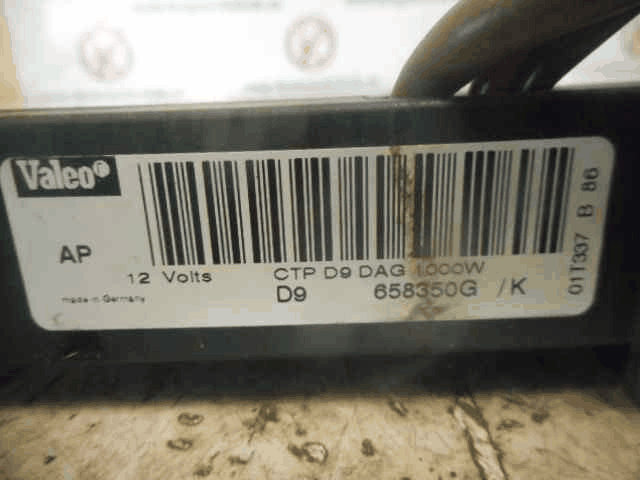 Valeo
AP
12 Volts
CTP D9 DAG 1000W
made in Germany
D9 658350G /K
01T337 B 86